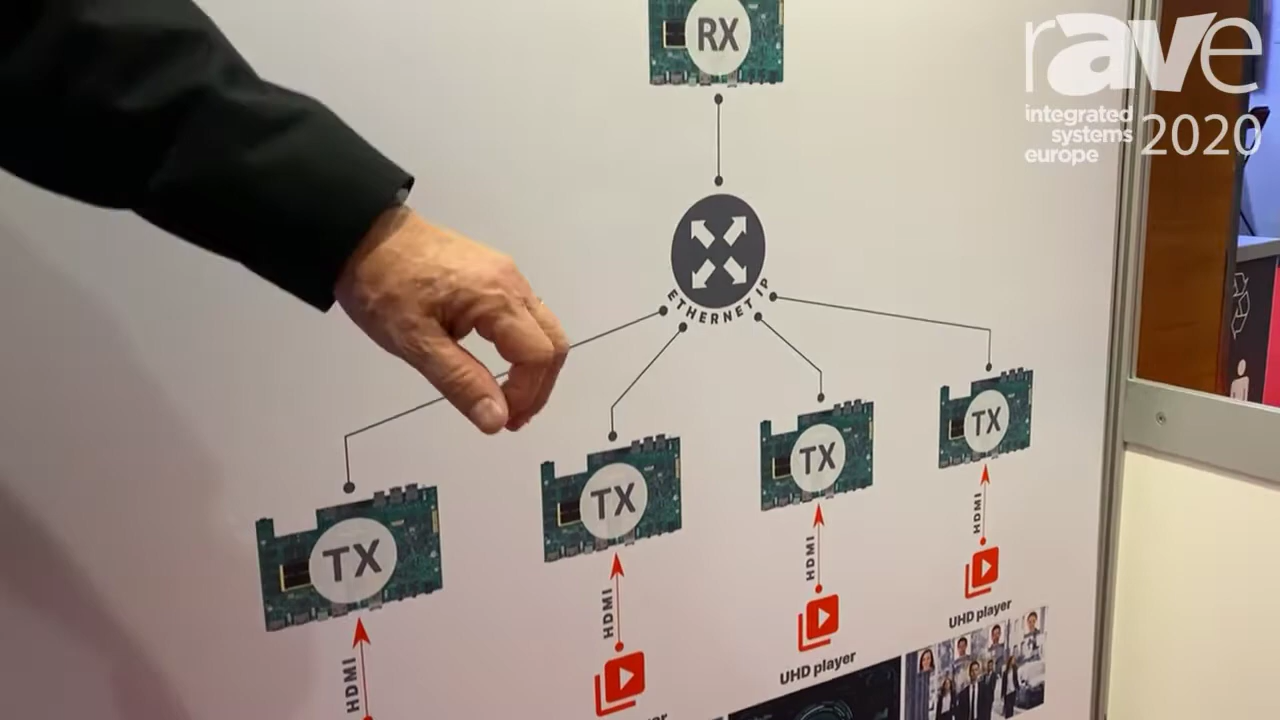 RX
rave
integrated
systems
europe
2020
ETHERNET IP
TX
TX
TX
TX
HDMI
HDMI
HDMI
HDMI
UHD player
UHD player